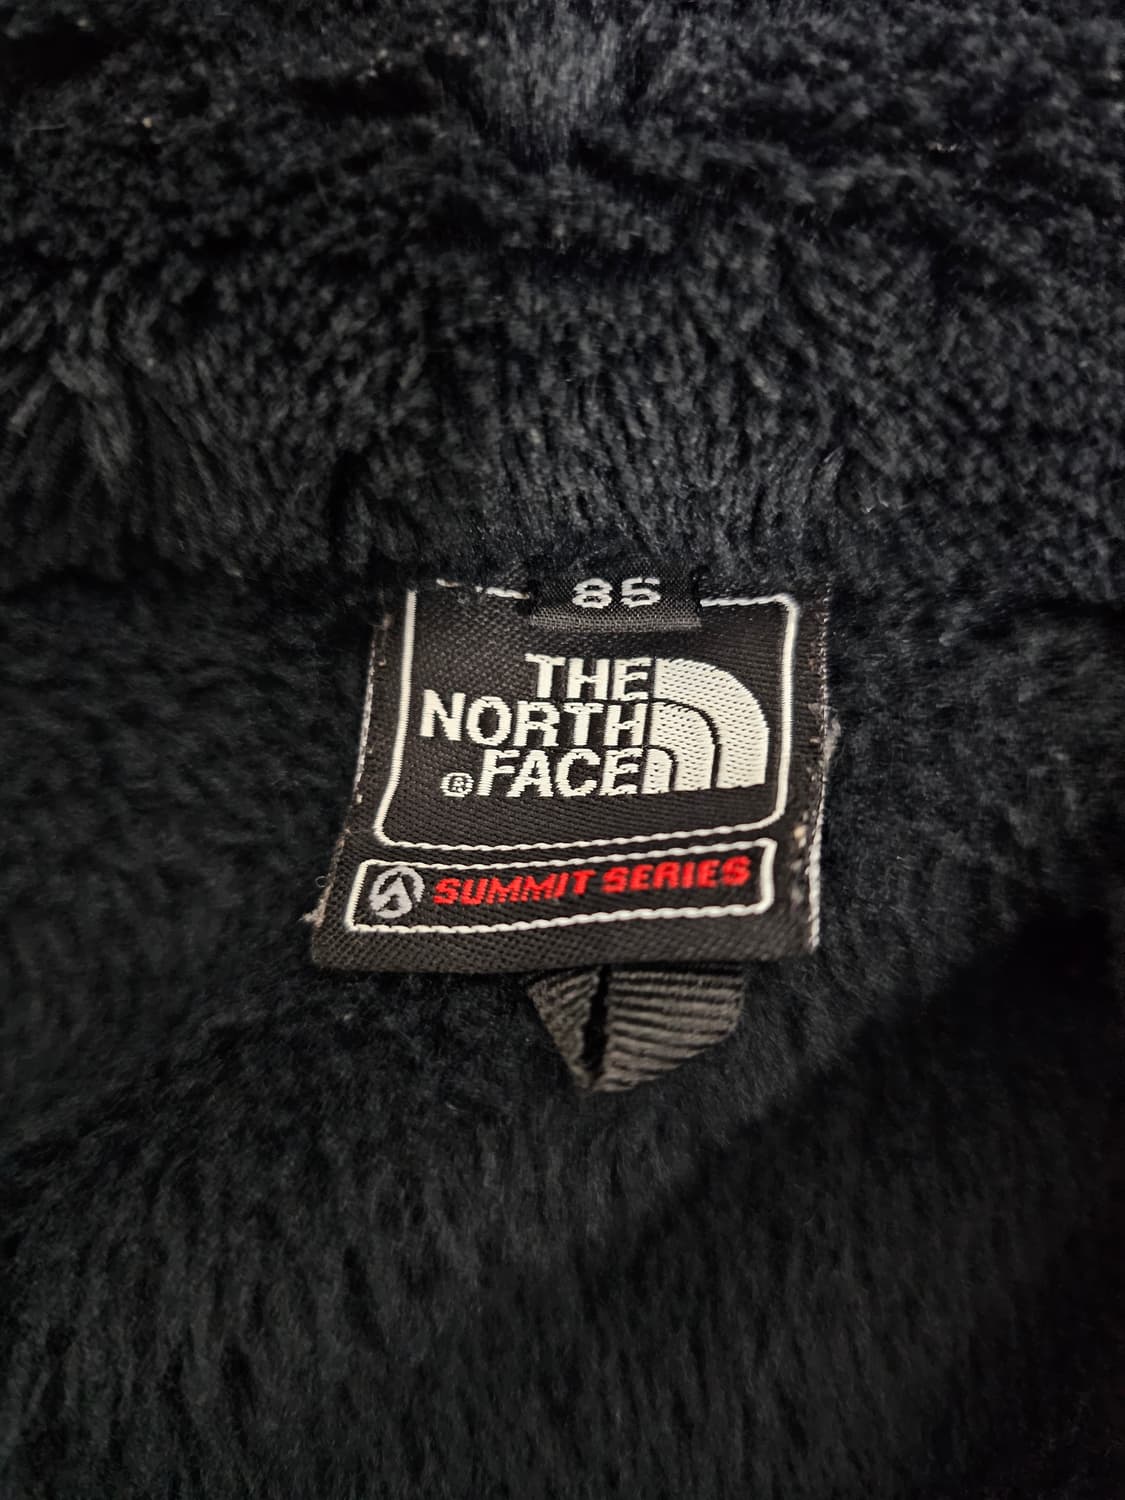 85
THE
NORTH
®FACE
SUMMIT SERIES